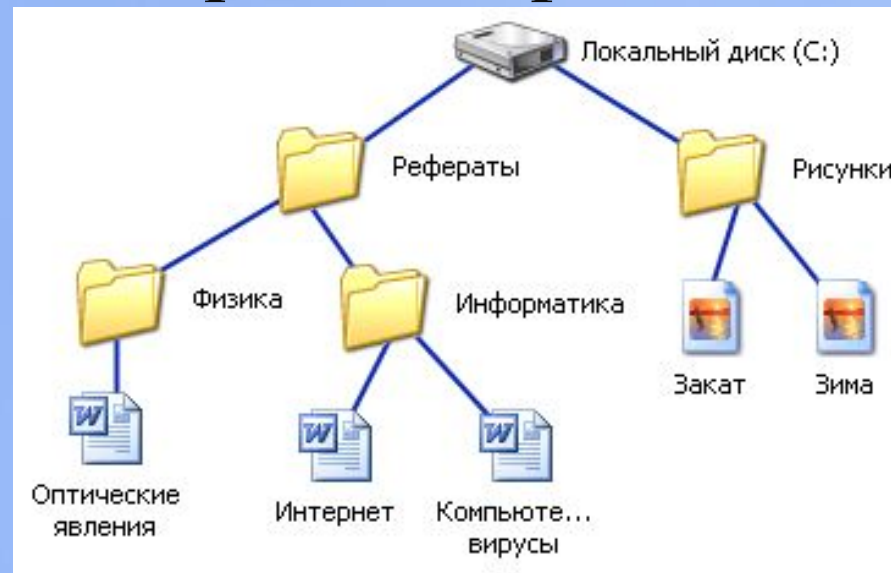 Локальный диск (C:)
Рефераты
Рисунки
Физика
Информатика
Закат
Зима
Оптические
явления
Интернет
Компьюте...
вирусы